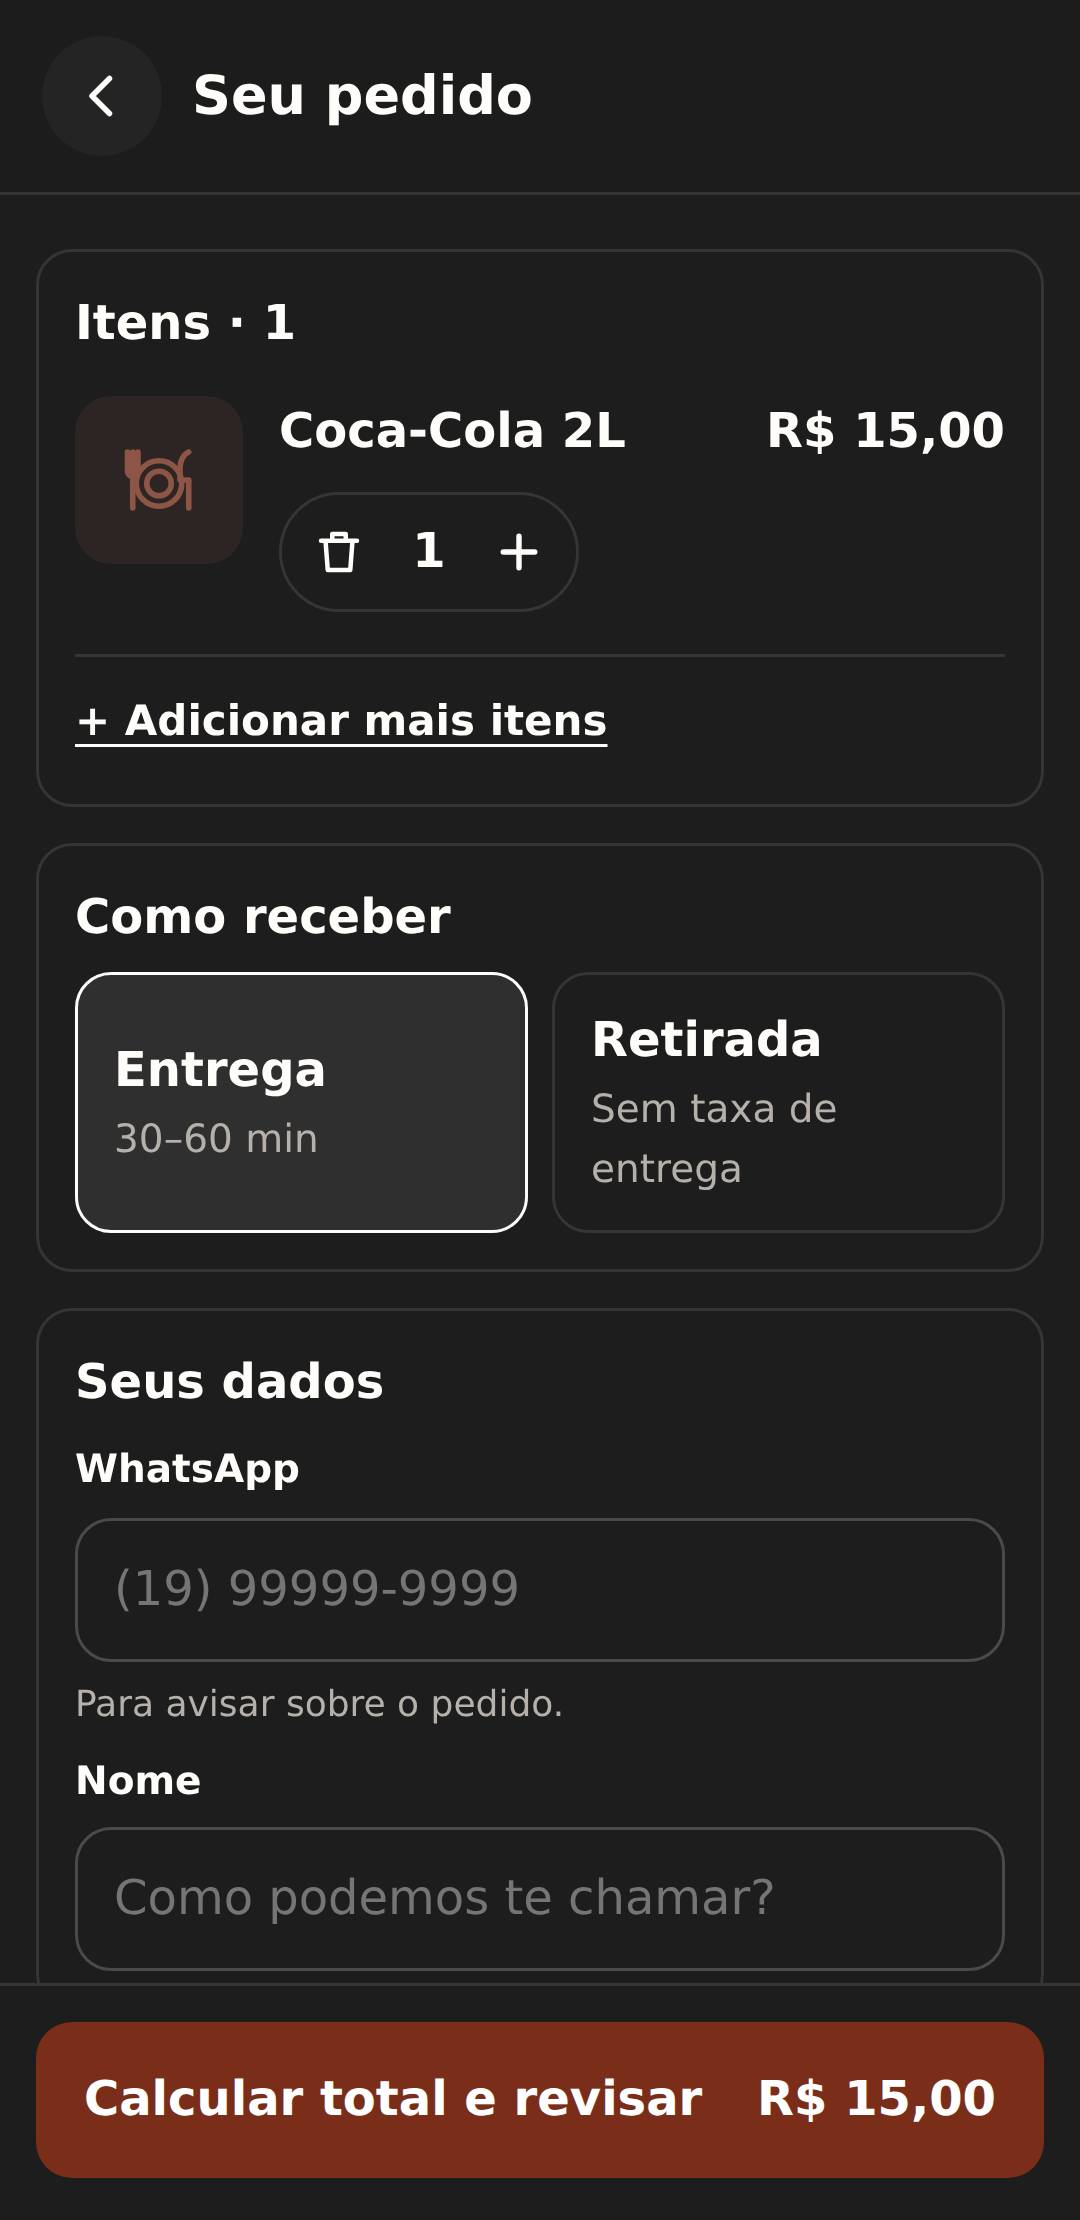 Seu pedido
Itens · 1
Coca-Cola 2L R$ 15,00
1
+ Adicionar mais itens
Como receber
Entrega
30–60 min
Retirada
Sem taxa de
entrega
Seus dados
WhatsApp
(19) 99999-9999
Para avisar sobre o pedido.
Nome
Como podemos te chamar?
Calcular total e revisar R$ 15,00